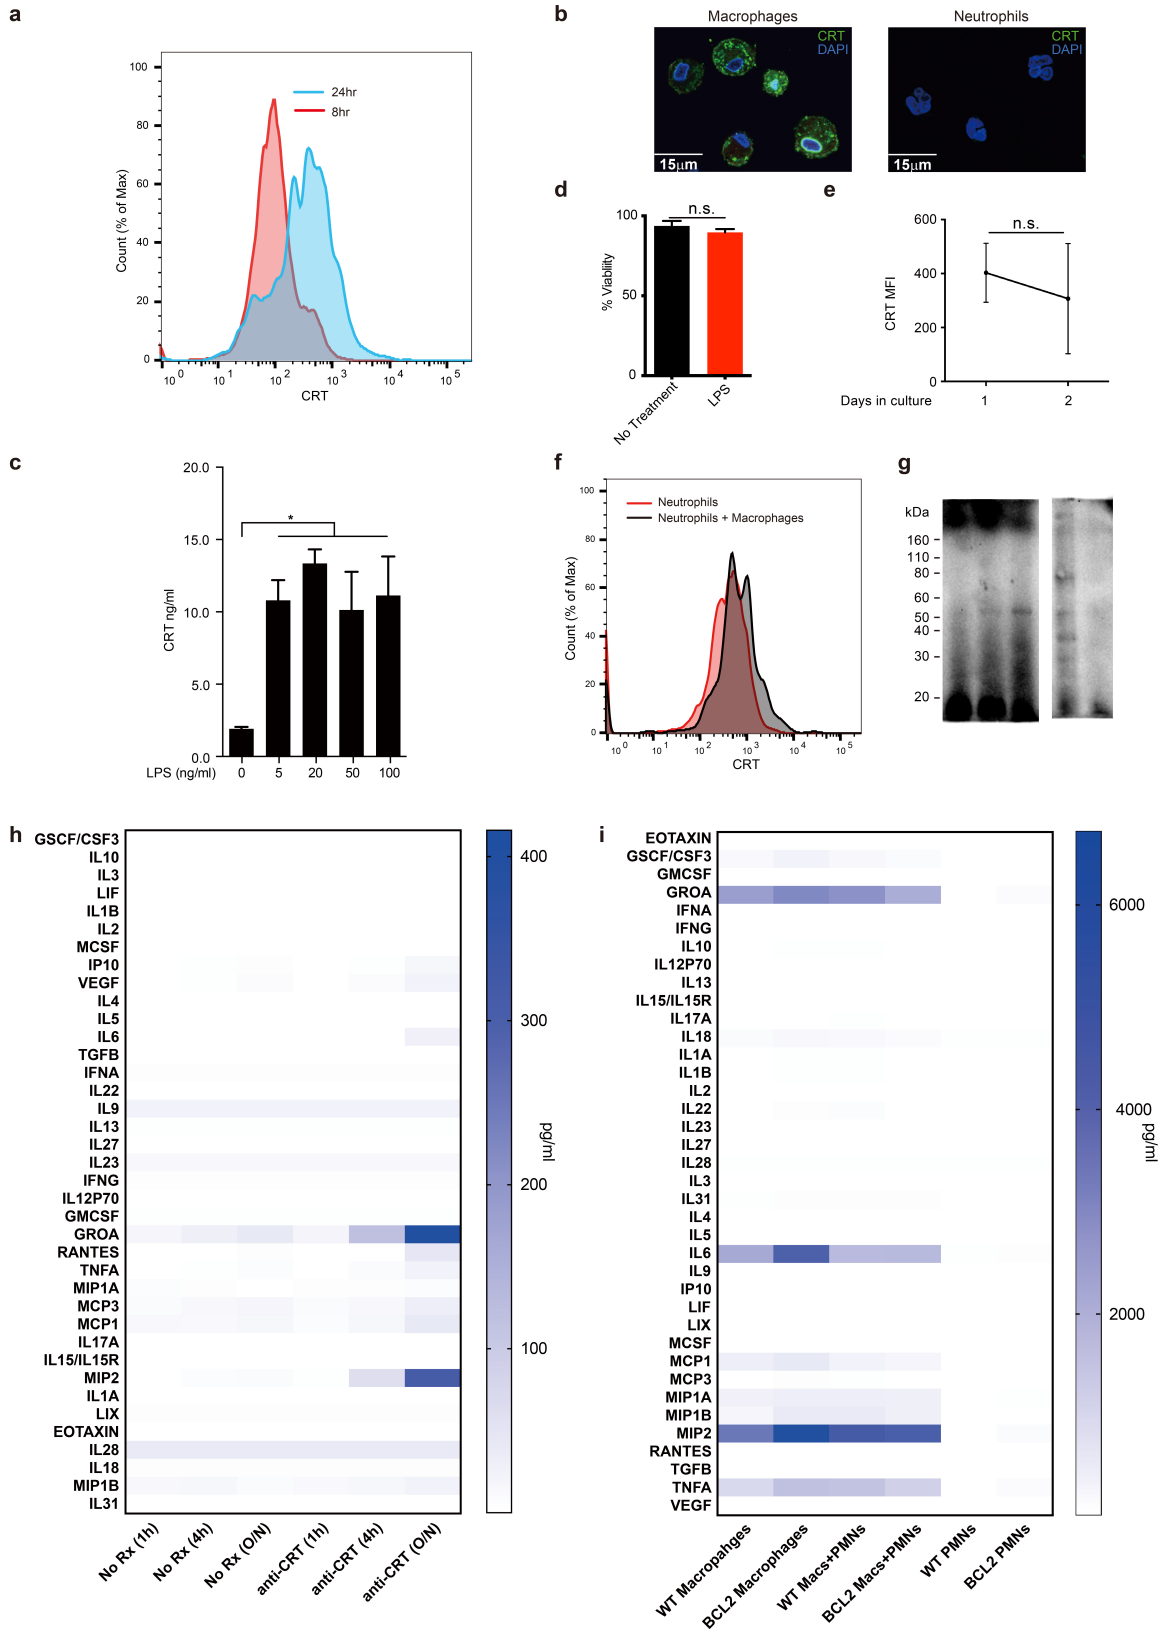 a
100
80
60
40
20
0
Count (% of Max)
24hr
8hr
10 0
10 1
10 2
10 3
10 4
10 5
CRT
b
Macrophages
CRT
DAPI
15μm
Neutrophils
CRT
DAPI
15μm
c
20.0
15.0
10.0
5.0
0.0
CRT ng/ml
*
LPS (ng/ml)
0
5
20
50
100
d
100
50
0
% Viabliity
n.s.
No Treatment
LPS
e
600
400
200
0
CRT MFI
n.s.
Days in culture
1
2
f
100
80
60
40
20
0
Count (% of Max)
Neutrophils
Neutrophils + Macrophages
10 0
10 1
10 2
10 3
10 4
10 5
CRT
g
kDa
160
110
80
60
50
40
30
20
h
GSCF/CSF3
IL10
IL3
LIF
IL1B
IL2
MCSF
IP10
VEGF
IL4
IL5
IL6
TGFB
IFNA
IL22
IL9
IL13
IL27
IL23
IFNG
IL12P70
GMCSF
GROA
RANTES
TNFA
MIP1A
MCP3
MCP1
IL17A
IL15/IL15R
MIP2
IL1A
LIX
EOTAXIN
IL28
IL18
MIP1B
IL31
No Rx (1h)
No Rx (4h)
No Rx (O/N)
anti-CRT (1h)
anti-CRT (4h)
anti-CRT (O/N)
400
300
200
100
pg/ml
i
EOTAXIN
GSCF/CSF3
GMCSF
GROA
IFNA
IFNG
IL10
IL12P70
IL13
IL15/IL15R
IL17A
IL18
IL1A
IL1B
IL2
IL22
IL23
IL27
IL28
IL3
IL31
IL4
IL5
IL6
IL9
IP10
LIF
LIX
MCSF
MCP1
MCP3
MIP1A
MIP1B
MIP2
RANTES
TGFB
TNFA
VEGF
WT Macropahges
BCL2 Macrophages
WT Macs+PMNs
BCL2 Macs+PMNs
WT PMNs
BCL2 PMNs
6000
4000
2000
pg/ml